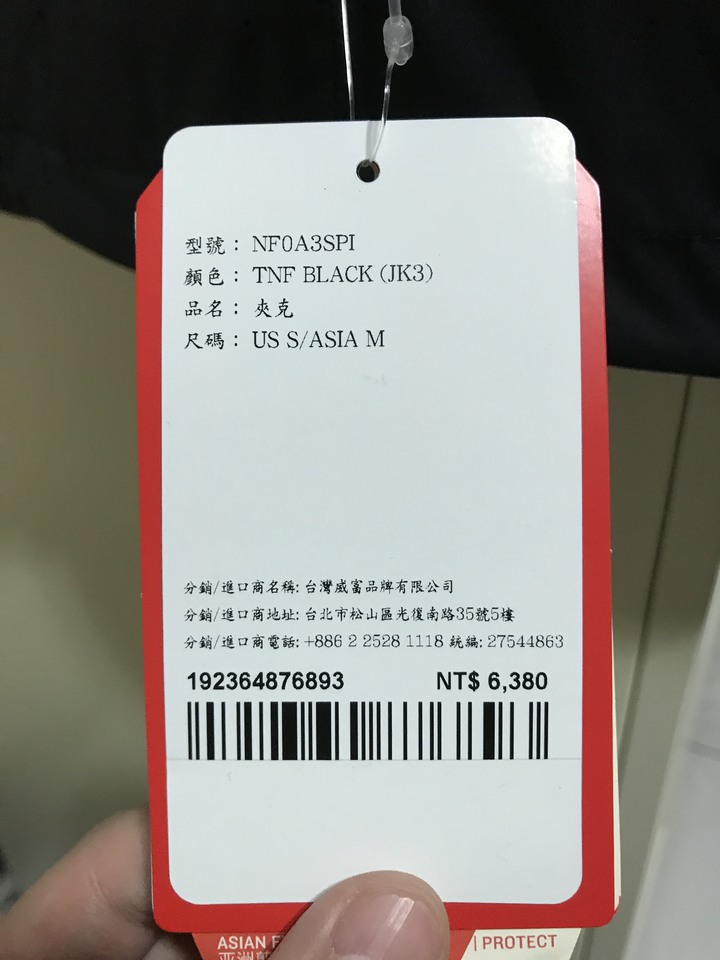 型號： NF0A3SPI
顏色： TNF BLACK (JK3)
品名： 夾克
尺碼： US S/ASIA M
分銷/進口商名稱: 台灣威富品牌有限公司
分銷/進口商地址: 台北市松山區光復南路35號5樓
分銷/進口商電話: +886 2 2528 1118 統編: 27544863
192364876893 NT$ 6,380
ASIAN | PROTECT
亚洲